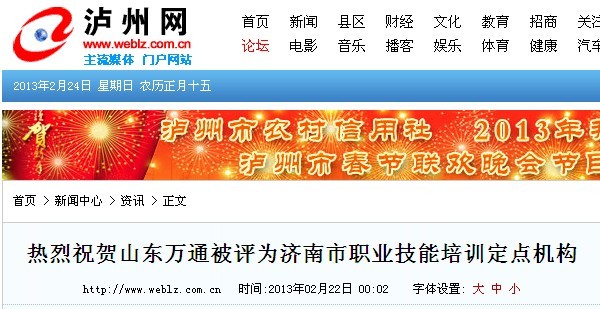 泸州网
www.weblz.com.cn
主流媒体 门户网站
首页 新闻 县区 财经 文化 教育 招商 关注
论坛 电影 音乐 播客 娱乐 体育 健康 汽车
2013年2月24日 星期日 农历正月十五
贺
泸州市农村信用社 2013年
泸州市春节联欢晚会节目
首页 > 新闻中心 > 资讯 > 正文
热烈祝贺山东万通被评为济南市职业技能培训定点机构
http://www.weblz.com.cn 时间:2013年02月22日 00:02 字体设置: 大 中 小